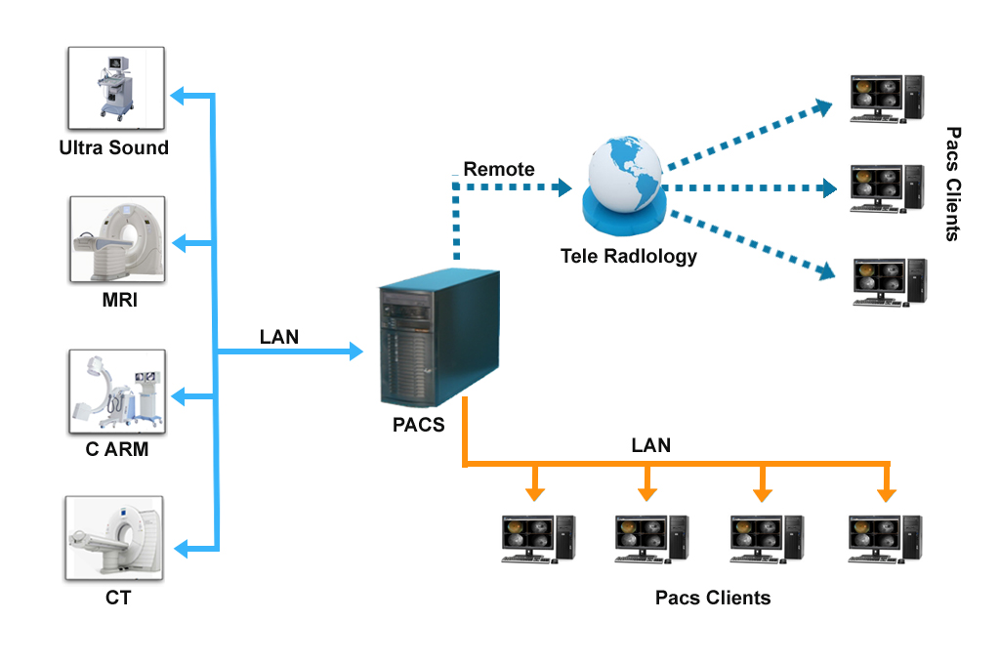 Ultra Sound
MRI
C ARM
CT
LAN
PACS
Remote
Tele Radlology
Pacs Clients
LAN
Pacs Clients